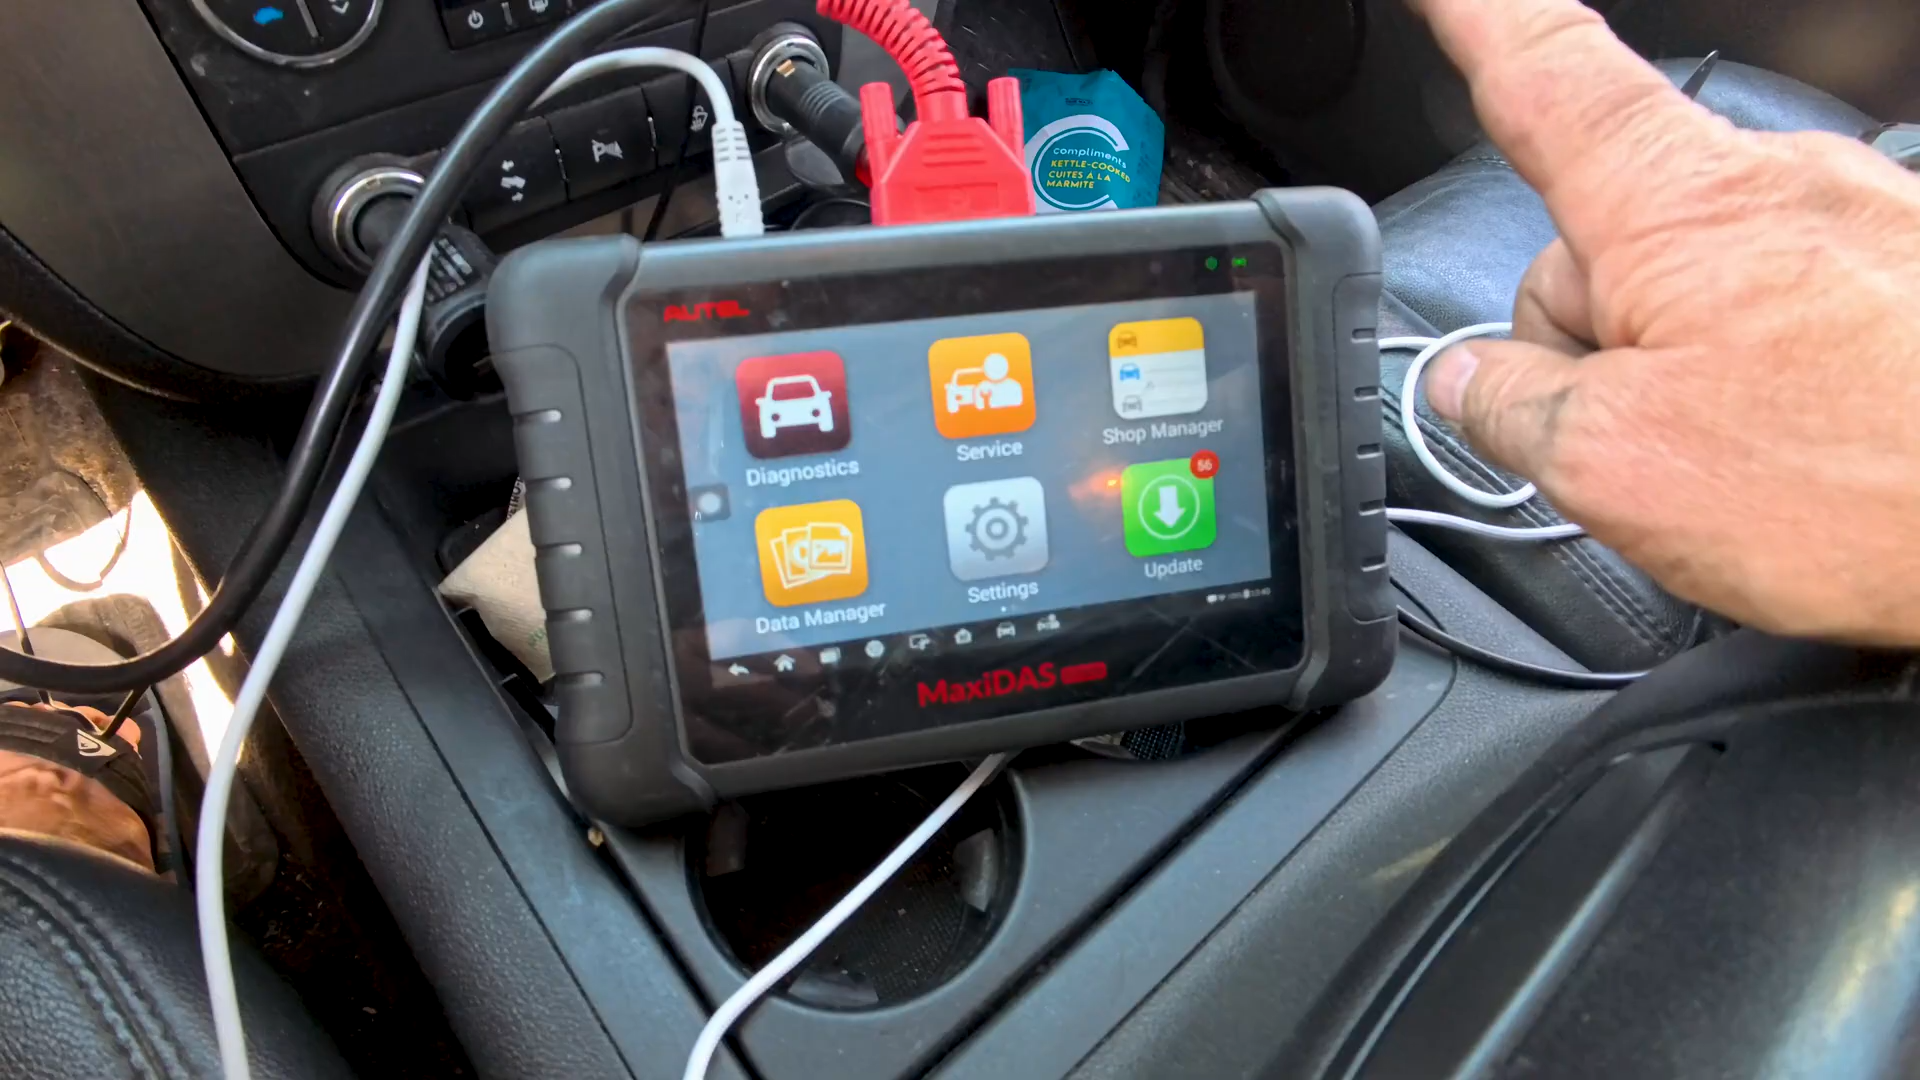 compliments
KETTLE-COOKED
CUITES À LA
MARMITE
AUTEL
Diagnostics
Service
Shop Manager
56
Data Manager
Settings
Update
MaxiDAS